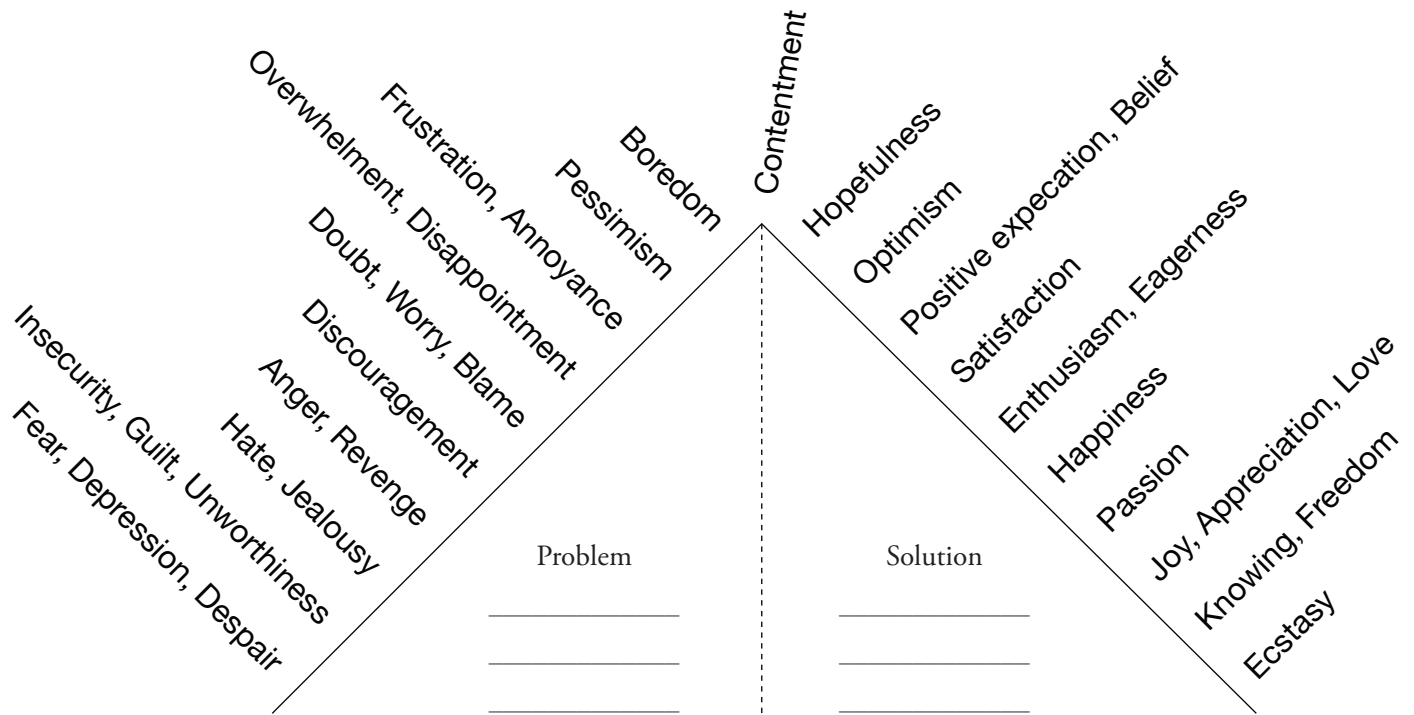 Contentment
Boredom
Pessimism
Frustration, Annoyance
Overwhelment, Disappointment
Doubt, Worry, Blame
Discouragement
Anger, Revenge
Hate, Jealousy
Insecurity, Guilt, Unworthiness
Fear, Depression, Despair
Hopefulness
Optimism
Positive expecation, Belief
Satisfaction
Enthusiasm, Eagerness
Happiness
Passion
Joy, Appreciation, Love
Knowing, Freedom
Ecstasy
Problem
Solution